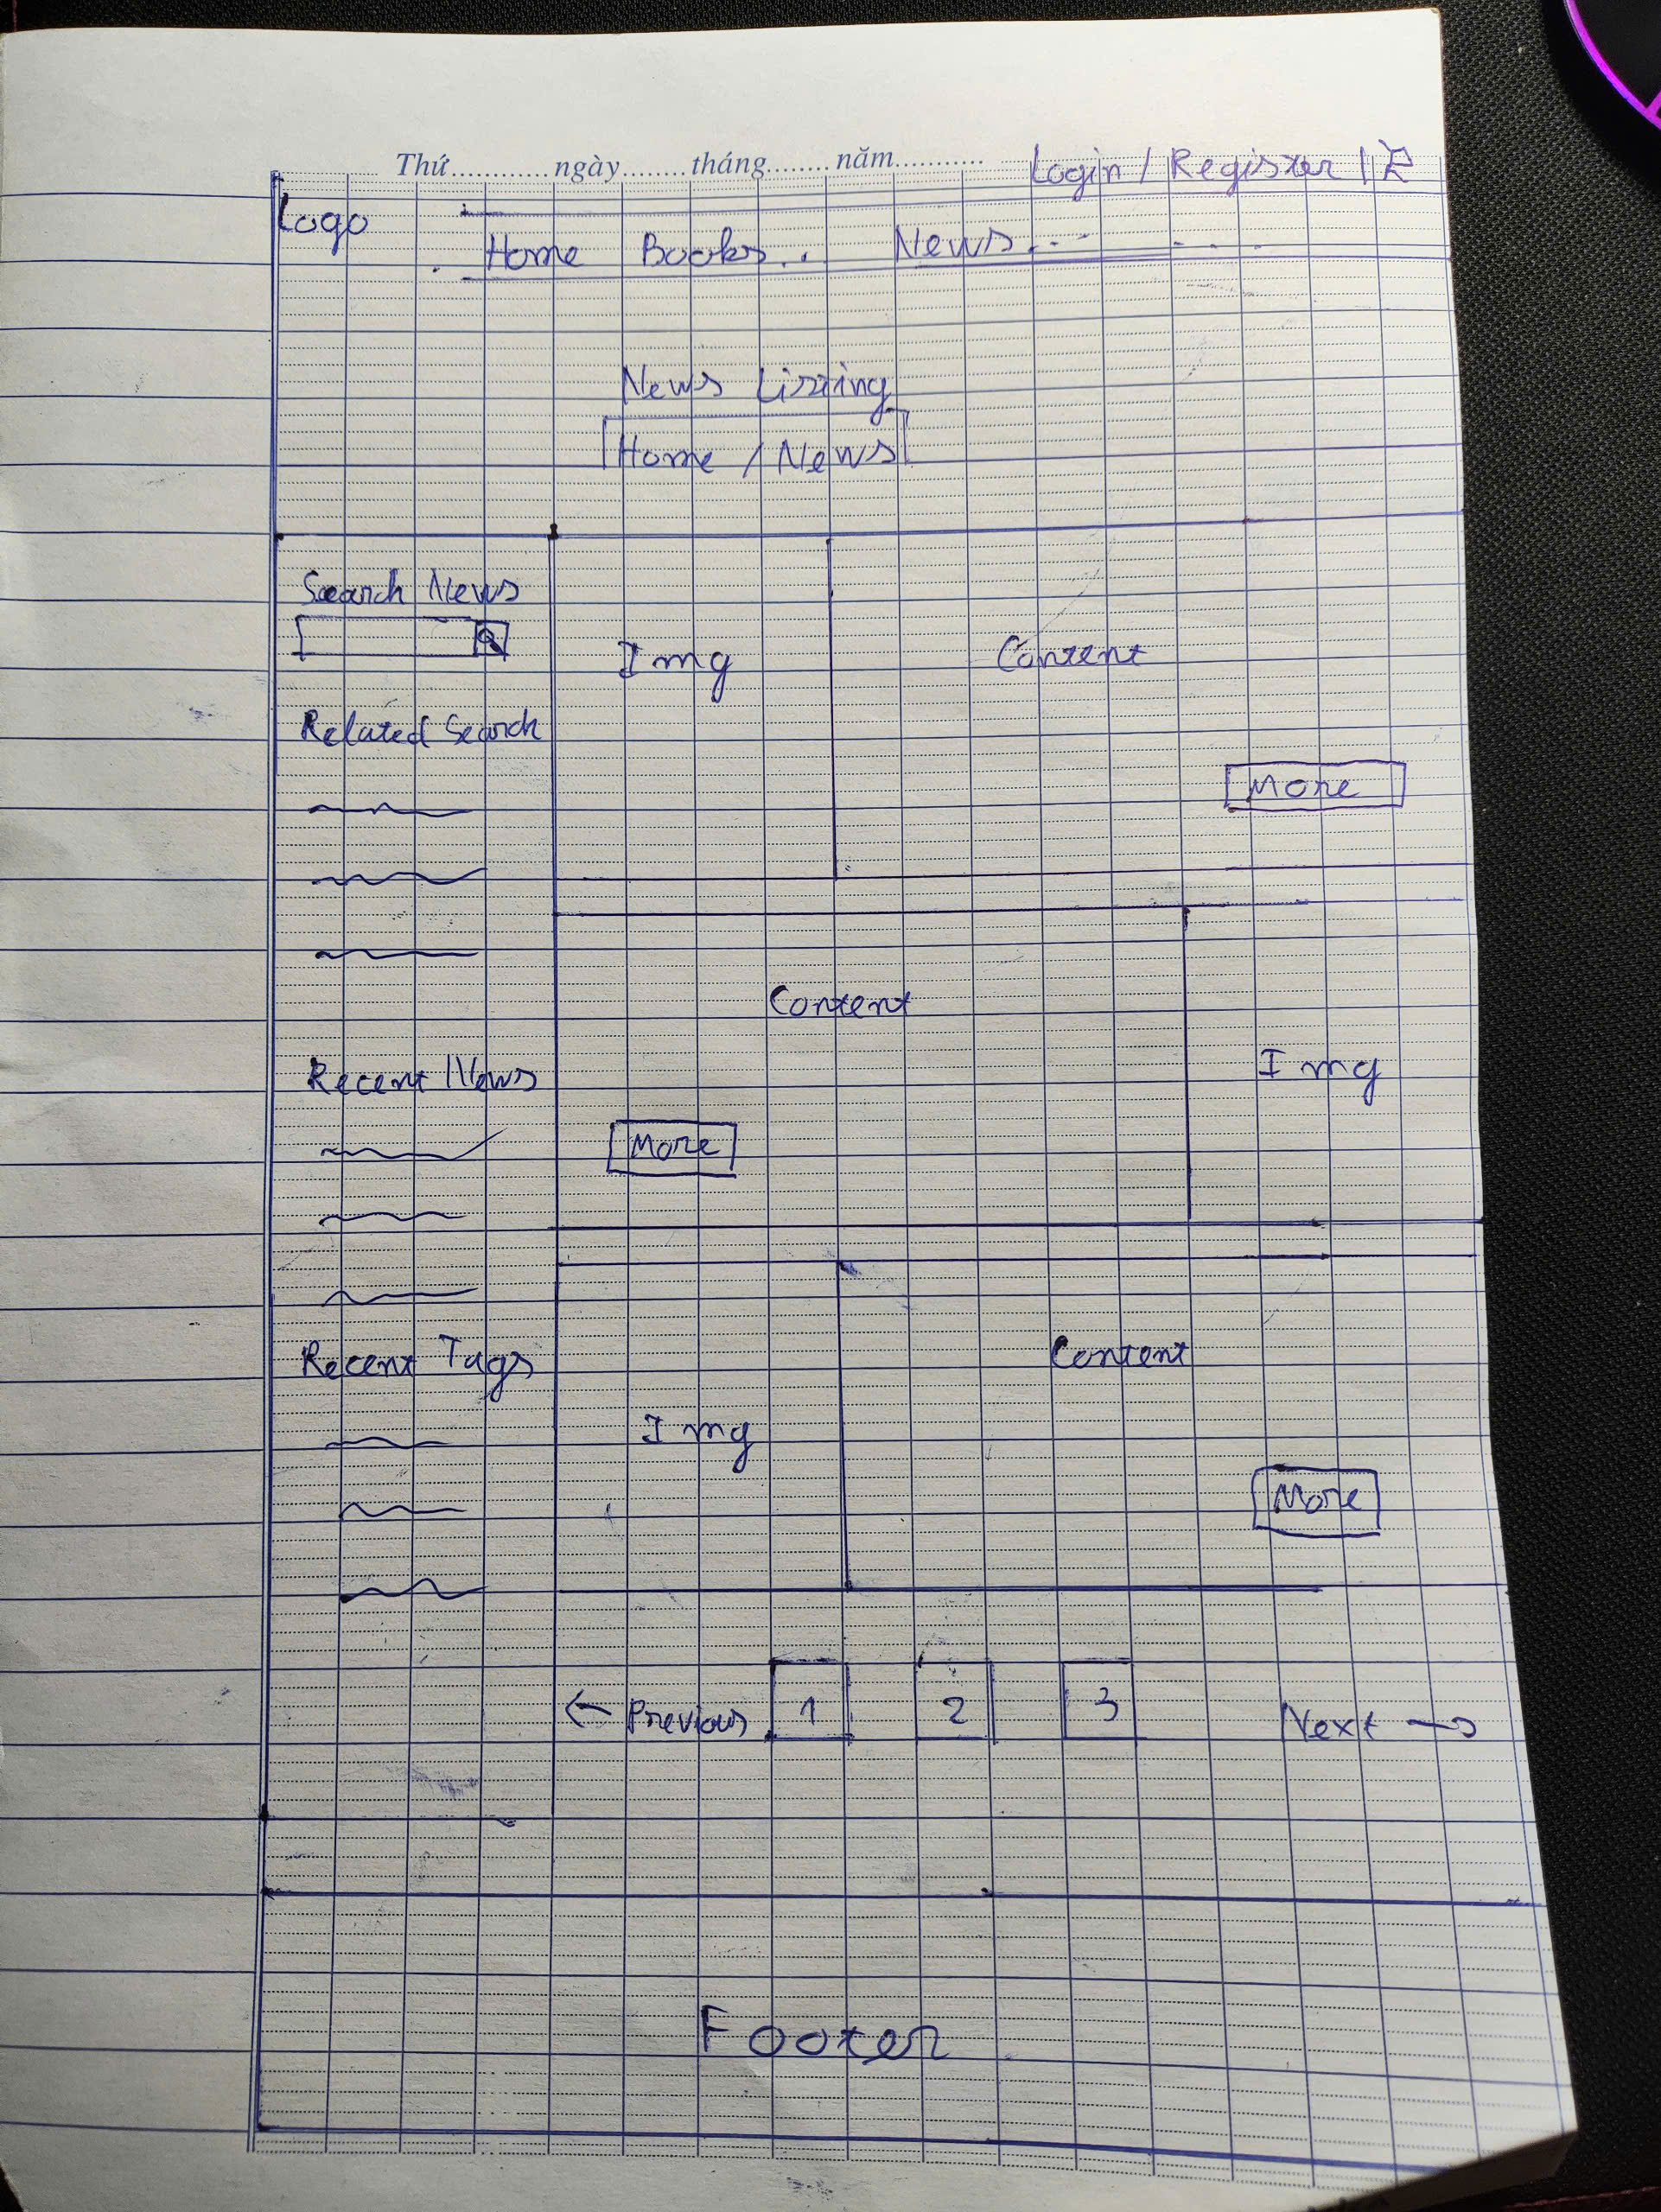 Thứ............ngày........tháng........năm...........
Login / Register |
Logo
Home Books.. News...
News Listing
Home / News
Search News
Img
Content
Related Search
More
Content
Recent News
Img
More
Recent Tags
Content
Img
More
← Previous 1 2 3 Next →
Footer